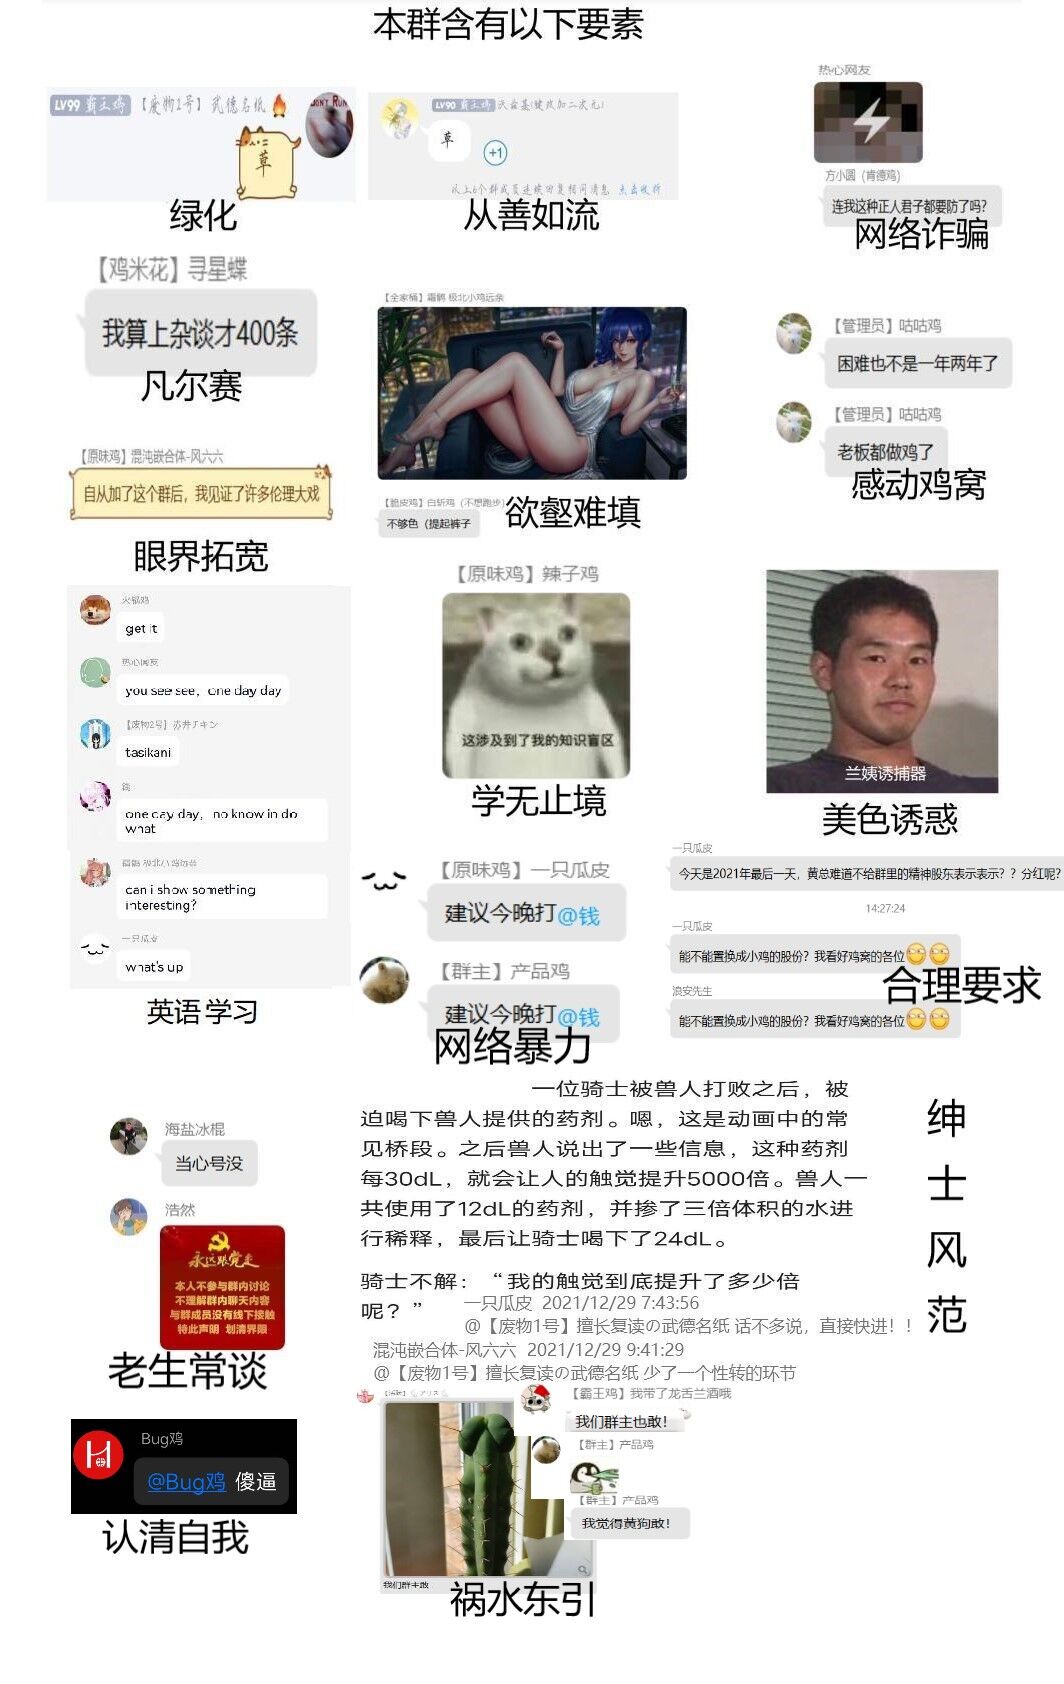 本群含有以下要素
LV99 霸王鸡 【废物1号】武德名纸
DONT RUN
草
绿化
LV90 霸王鸡 沃兹基(键政加二次元)
草
+1
以上6个群成员连续回复相同消息 点击收折
从善如流
热心网友
方小圆 (肯德鸡)
连我这种正人君子都要防了吗?
网络诈骗
【鸡米花】寻星蝶
我算上杂谈才400条
凡尔赛
【全家桶】霜鹘 极北小鸡远亲
【脆皮鸡】白斩鸡 (不想跑步)
不够色（提起裤子
欲壑难填
【管理员】咕咕鸡
困难也不是一年两年了
【管理员】咕咕鸡
老板都做鸡了
感动鸡窝
【原味鸡】混沌嵌合体-风六六
自从加了这个群后，我见证了许多伦理大戏
眼界拓宽
火锅鸡
get it
热心网友
you see see，one day day
【废物2号】苏井チキン
tasikani
one cay day，no know in do
what
can i show something
interesting?
一只瓜皮
what's up
英语学习
【原味鸡】辣子鸡
这涉及到了我的知识盲区
学无止境
兰姨诱捕器
美色诱惑
【原味鸡】一只瓜皮
建议今晚打@钱
【群主】产品鸡
建议今晚打@钱
网络暴力
一只瓜皮
今天是2021年最后一天，黄总难道不给群里的精神股东表示表示？？分红呢？
14:27:24
一只瓜皮
能不能置换成小鸡的股份？我看好鸡窝的各位
浪安先生
能不能置换成小鸡的股份？我看好鸡窝的各位
合理要求
海盐冰棍
当心号没
浩然
永远跟党走
本人不参与群内讨论
不理解群内聊天内容
与群成员没有线下接触
特此声明 划清界限
老生常谈
一位骑士被兽人打败之后，被
迫喝下兽人提供的药剂。嗯，这是动画中的常
见桥段。之后兽人说出了一些信息，这种药剂
每30dL，就会让人的触觉提升5000倍。兽人一
共使用了12dL的药剂，并掺了三倍体积的水进
行稀释，最后让骑士喝下了24dL。
骑士不解：“我的触觉到底提升了多少倍
呢？”
一只瓜皮 2021/12/29 7:43:56
@【废物1号】擅长复读の武德名纸 话不多说，直接快进！！
混沌嵌合体-风六六 2021/12/29 9:41:29
@【废物1号】擅长复读の武德名纸 少了一个性转的环节
绅士风范
Bug鸡
@Bug鸡 傻逼
认清自我
【霸王鸡】我带了龙舌兰酒哦
我们群主也敢！
【群主】产品鸡
【群主】产品鸡
我觉得黄狗敢！
我们群主敢
祸水东引